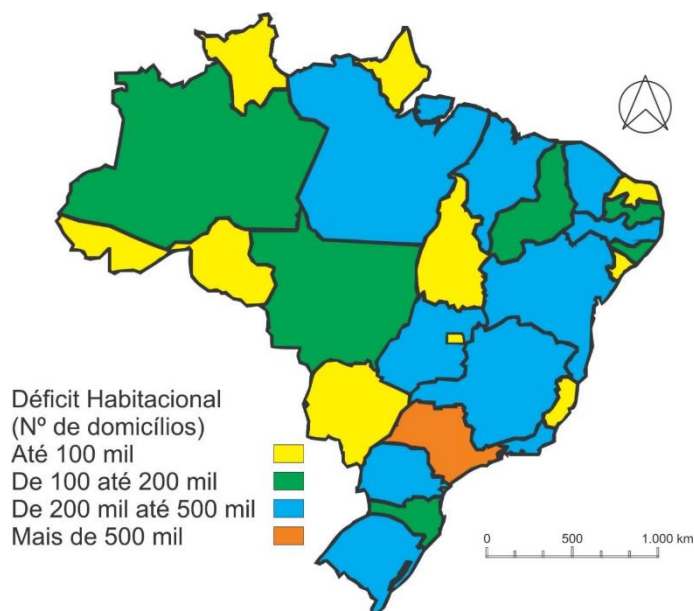 Déficit Habitacional
(Nº de domicílios)
Até 100 mil
De 100 até 200 mil
De 200 mil até 500 mil
Mais de 500 mil
0 500 1.000 km